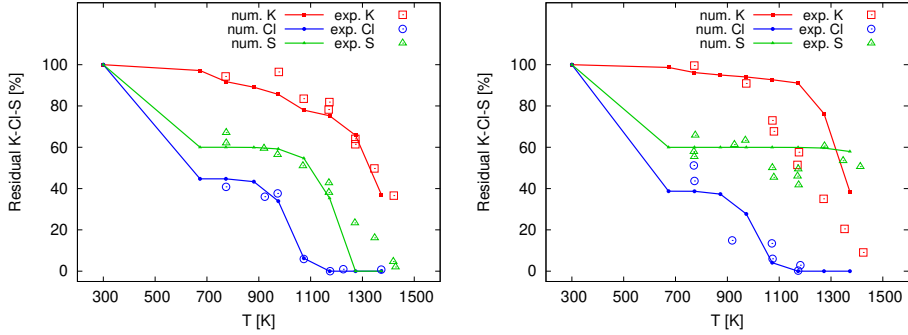 num. K exp. K
num. Cl exp. Cl
num. S exp. S
100
80
60
40
20
0
Residual K-Cl-S [%]
300 500 700 900 1100 1300 1500
T [K]
num. K exp. K
num. Cl exp. Cl
num. S exp. S
100
80
60
40
20
0
Residual K-Cl-S [%]
300 500 700 900 1100 1300 1500
T [K]